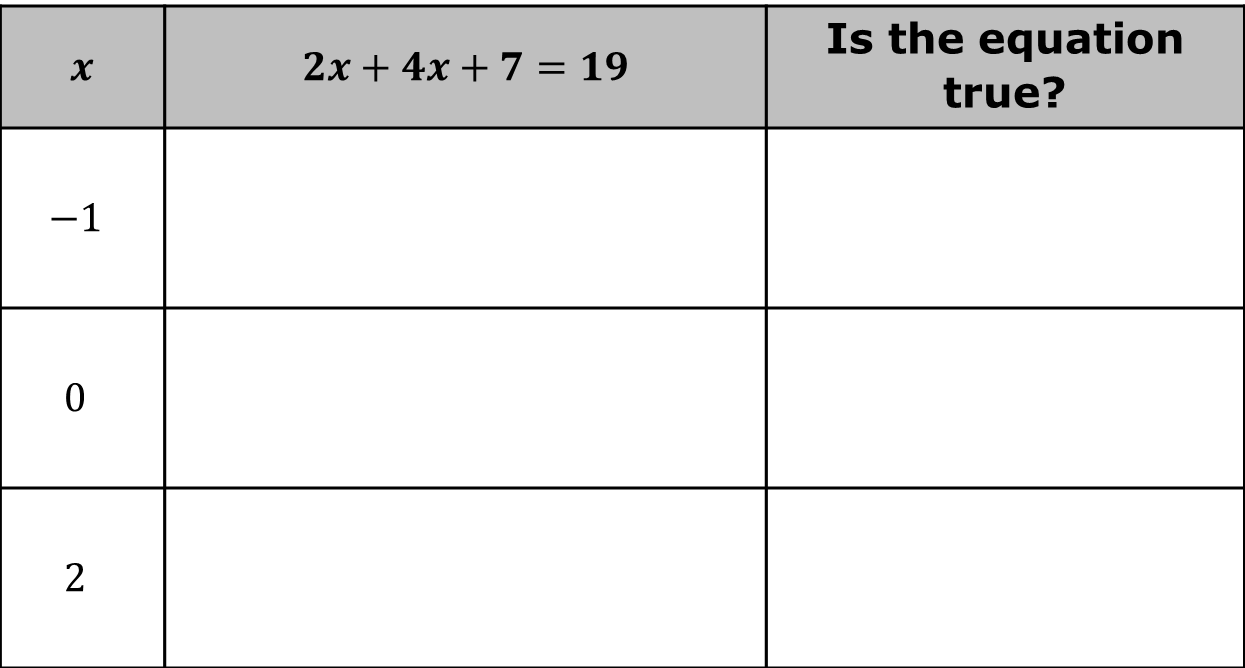 x
2x + 4x + 7 = 19
Is the equation
true?
−1
0
2